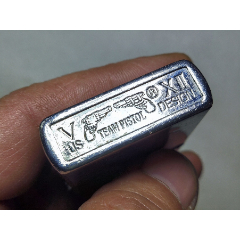 V ® XII
US TEAM PISTOL DESIGN